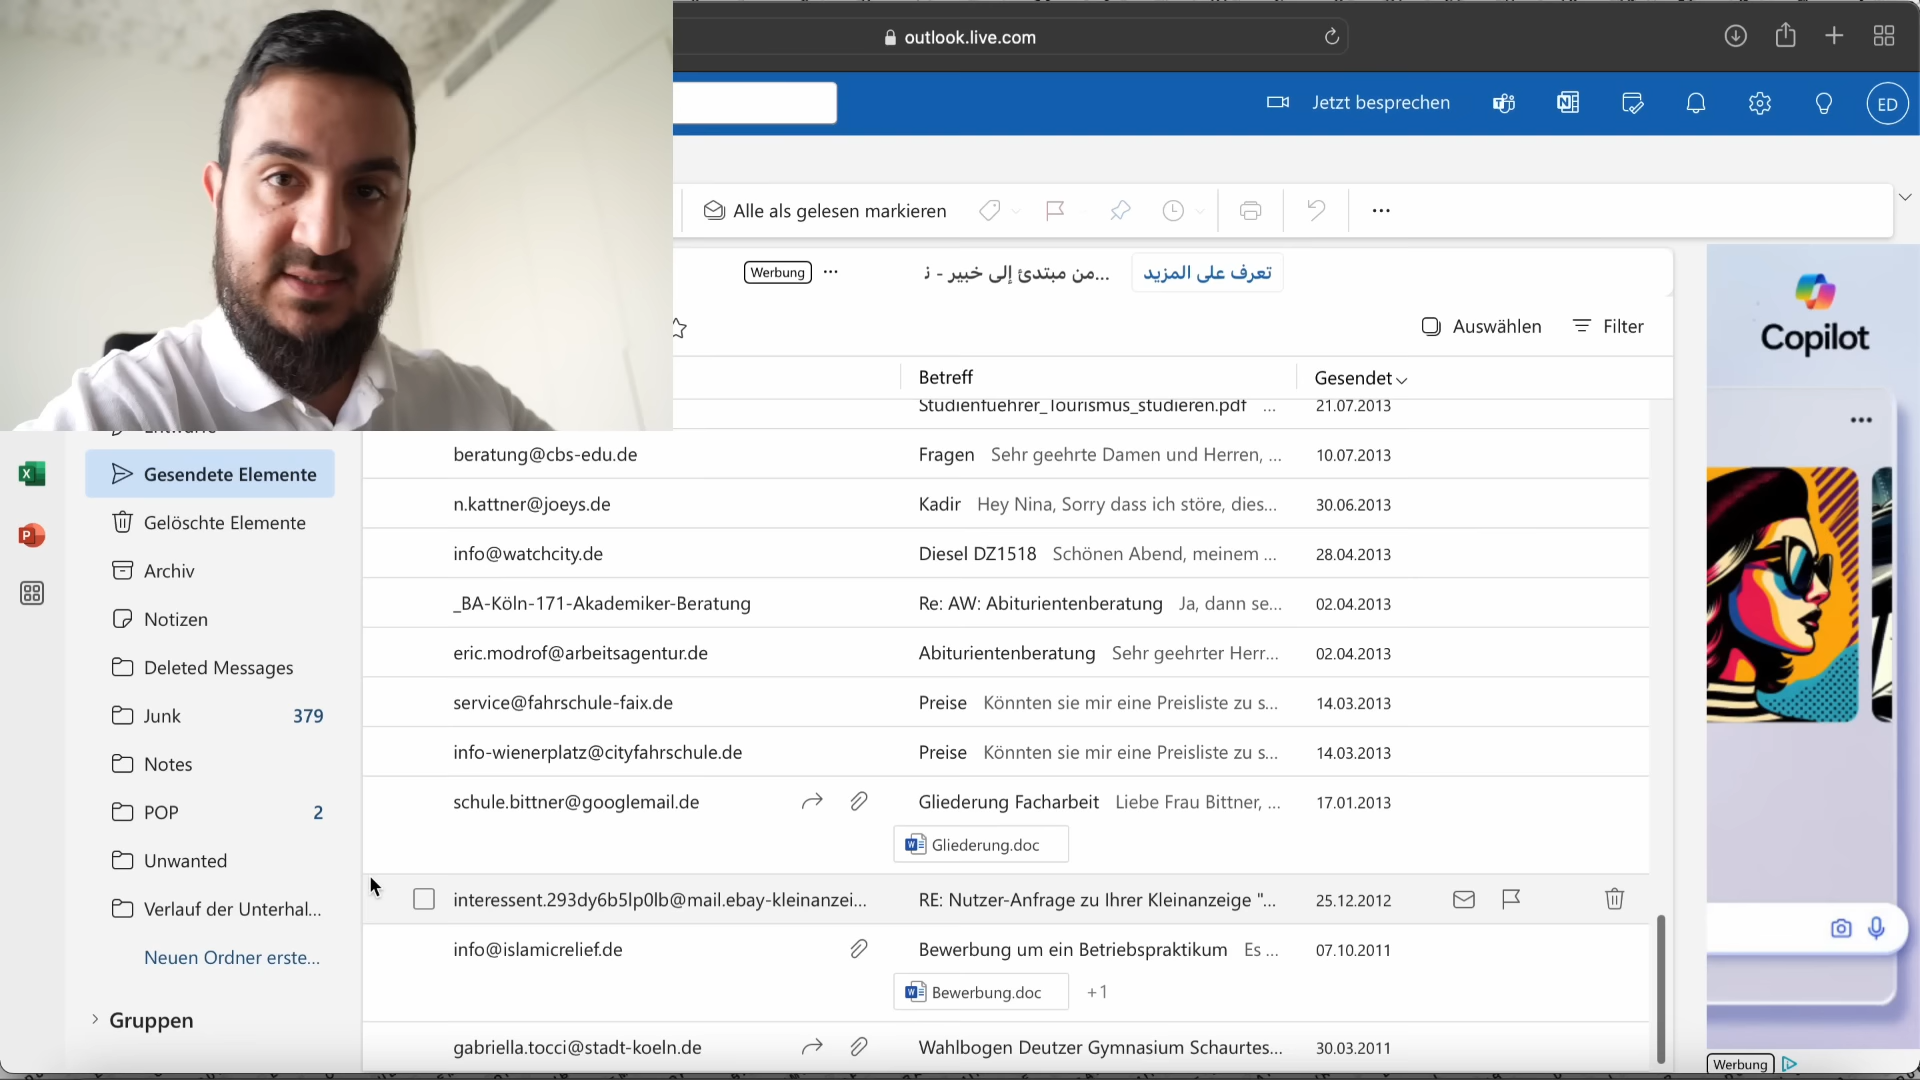 outlook.live.com
Jetzt besprechen
ED
Alle als gelesen markieren
Werbung
من مبتدئ إلى خبير - ن...
تعرف على المزيد
Auswählen
Filter
Copilot
Betreff
Gesendet
Studienfuehrer_Tourismus_studieren.pdf ... 21.07.2013
Gesendete Elemente
Gelöschte Elemente
Archiv
Notizen
Deleted Messages
Junk 379
Notes
POP 2
Unwanted
Verlauf der Unterhal...
Neuen Ordner erste...
Gruppen
beratung@cbs-edu.de Fragen Sehr geehrte Damen und Herren, ... 10.07.2013
n.kattner@joeys.de Kadir Hey Nina, Sorry dass ich störe, dies... 30.06.2013
info@watchcity.de Diesel DZ1518 Schönen Abend, meinem ... 28.04.2013
_BA-Köln-171-Akademiker-Beratung Re: AW: Abiturientenberatung Ja, dann se... 02.04.2013
eric.modrof@arbeitsagentur.de Abiturientenberatung Sehr geehrter Herr... 02.04.2013
service@fahrschule-faix.de Preise Könnten sie mir eine Preisliste zu s... 14.03.2013
info-wienerplatz@cityfahrschule.de Preise Könnten sie mir eine Preisliste zu s... 14.03.2013
schule.bittner@googlemail.de Gliederung Facharbeit Liebe Frau Bittner, ... 17.01.2013
Gliederung.doc
interessent.293dy6b5lp0lb@mail.ebay-kleinanzei... RE: Nutzer-Anfrage zu Ihrer Kleinanzeige "... 25.12.2012
info@islamicrelief.de Bewerbung um ein Betriebspraktikum Es ... 07.10.2011
Bewerbung.doc +1
gabriella.tocci@stadt-koeln.de Wahlbogen Deutzer Gymnasium Schaurtes... 30.03.2011
Werbung